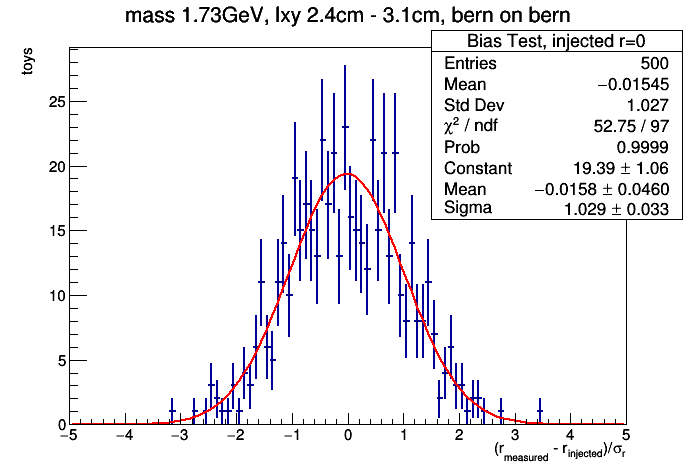 mass 1.73GeV, lxy 2.4cm - 3.1cm, bern on bern
Bias Test, injected r=0
Entries 500
Mean −0.01545
Std Dev 1.027
χ² / ndf 52.75 / 97
Prob 0.9999
Constant 19.39 ± 1.06
Mean −0.0158 ± 0.0460
Sigma 1.029 ± 0.033
toys
25
20
15
10
5
0
−5 −4 −3 −2 −1 0 1 2 3 4 5
(r_measured - r_injected)/σ_r